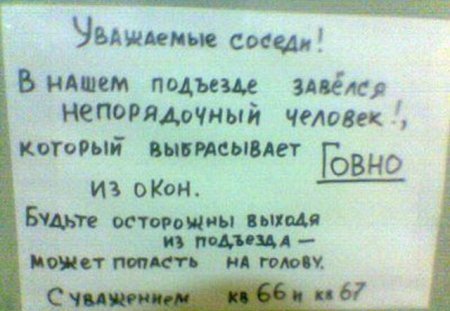 Уважаемые соседи!
В нашем подъезде завёлся
непорядочный человек!,
который выбрасывает Говно
из окон.
Будьте осторожны выходя
из подъезда —
может попасть на голову.
С уважением кв 66 и кв 67